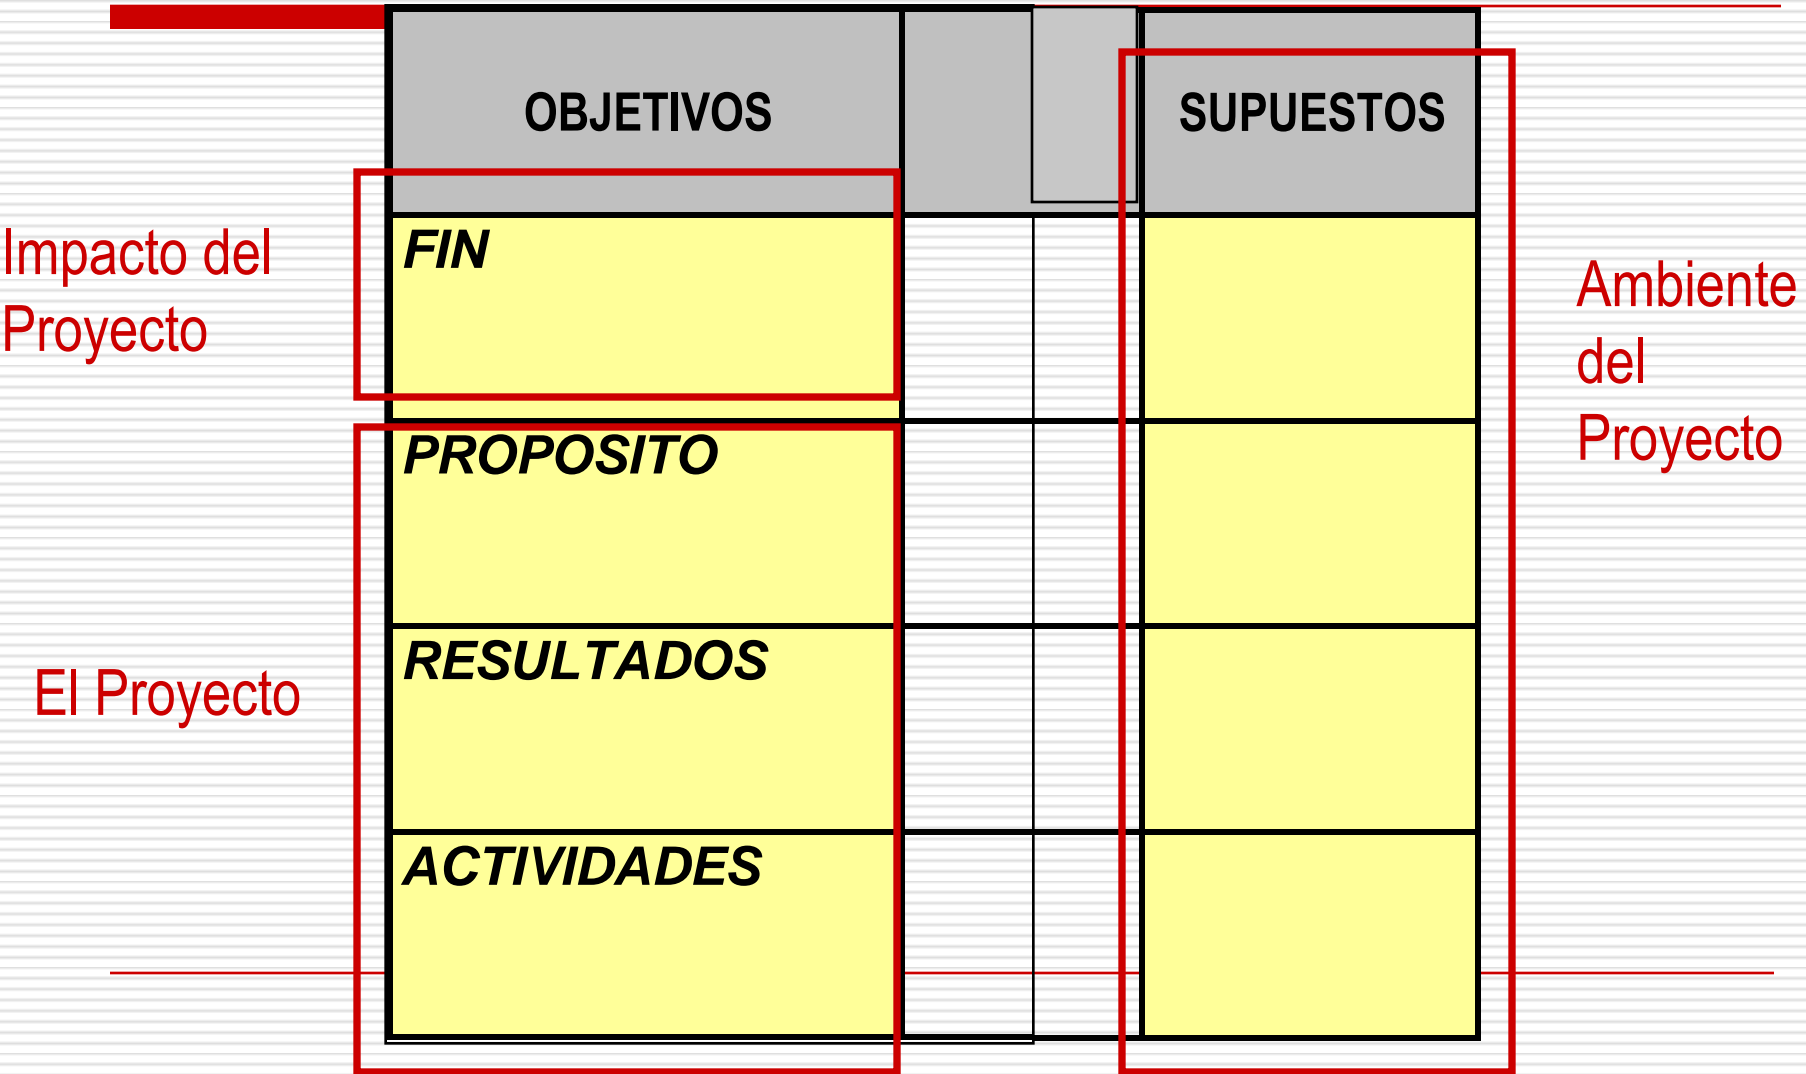 OBJETIVOS
SUPUESTOS
Impacto del
Proyecto
FIN
Ambiente
del
Proyecto
PROPOSITO
El Proyecto
RESULTADOS
ACTIVIDADES